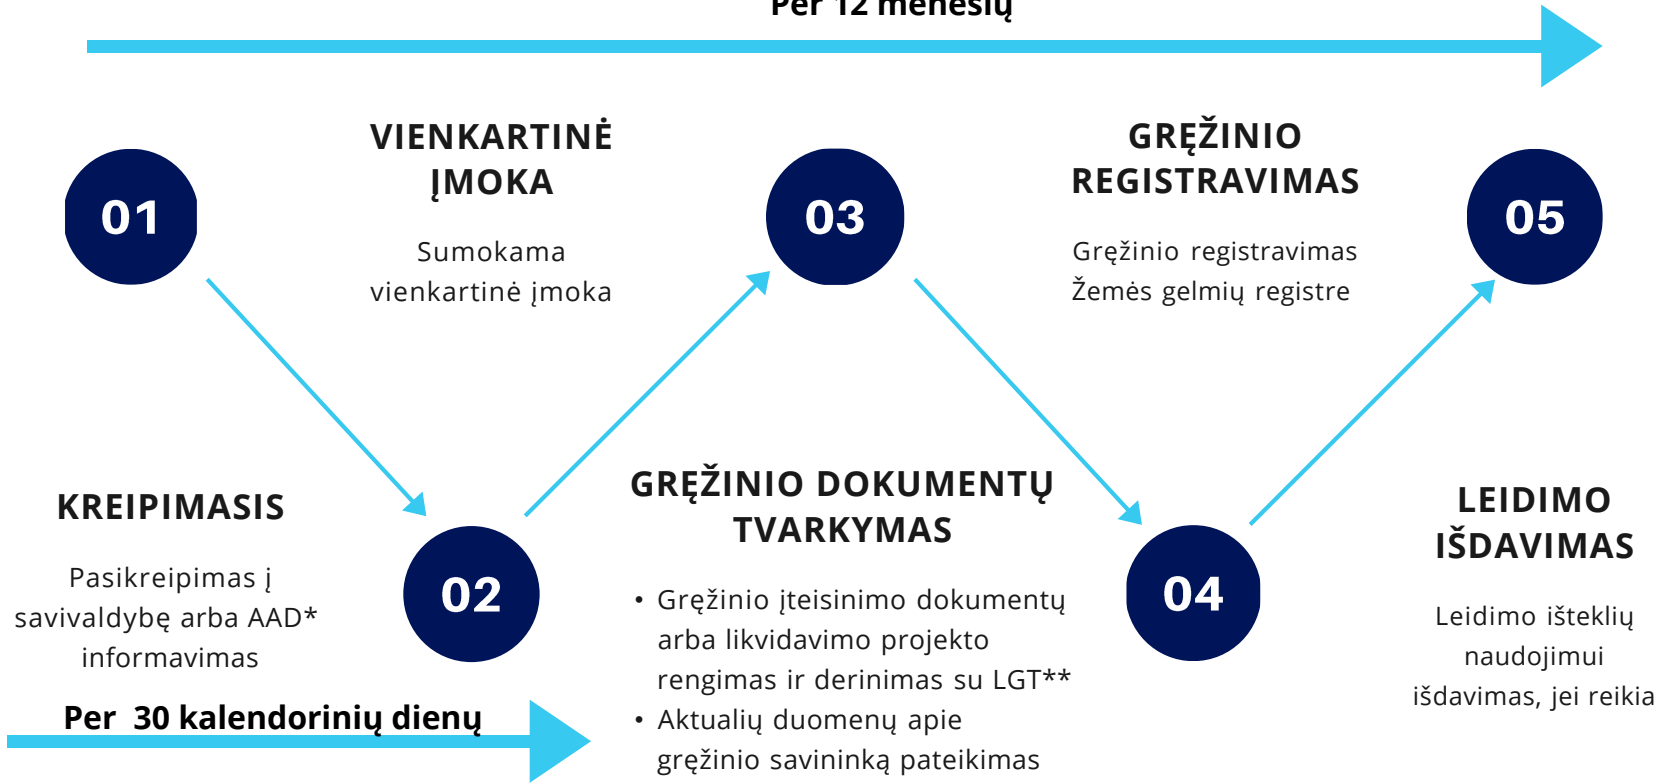 Per 12 mėnesių
01
KREIPIMASIS
Pasikreipimas į
savivaldybę arba AAD*
informavimas
Per 30 kalendorinių dienų
VIENKARTINĖ
ĮMOKA
Sumokama
vienkartinė įmoka
02
03
GRĘŽINIO DOKUMENTŲ
TVARKYMAS
• Gręžinio įteisinimo dokumentų
arba likvidavimo projekto
rengimas ir derinimas su LGT**
• Aktualių duomenų apie
gręžinio savininką pateikimas
GRĘŽINIO
REGISTRAVIMAS
Gręžinio registravimas
Žemės gelmių registre
04
05
LEIDIMO
IŠDAVIMAS
Leidimo išteklių
naudojimui
išdavimas, jei reikia